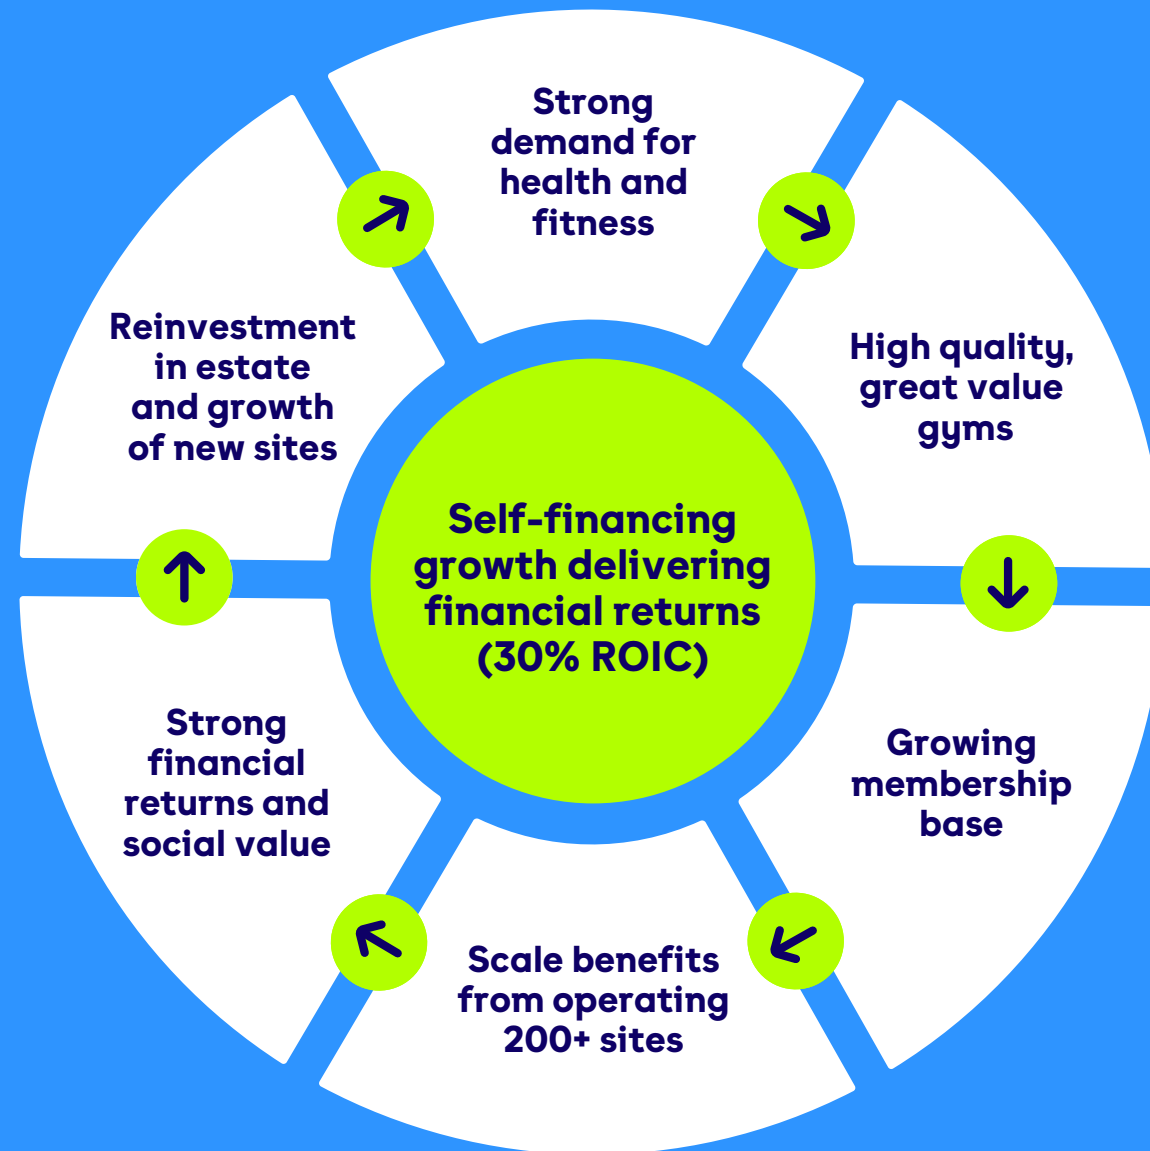 Strong
demand for
health and
fitness
High quality,
great value
gyms
Growing
membership
base
Scale benefits
from operating
200+ sites
Strong
financial
returns and
social value
Reinvestment
in estate
and growth
of new sites
Self-financing
growth delivering
financial returns
(30% ROIC)